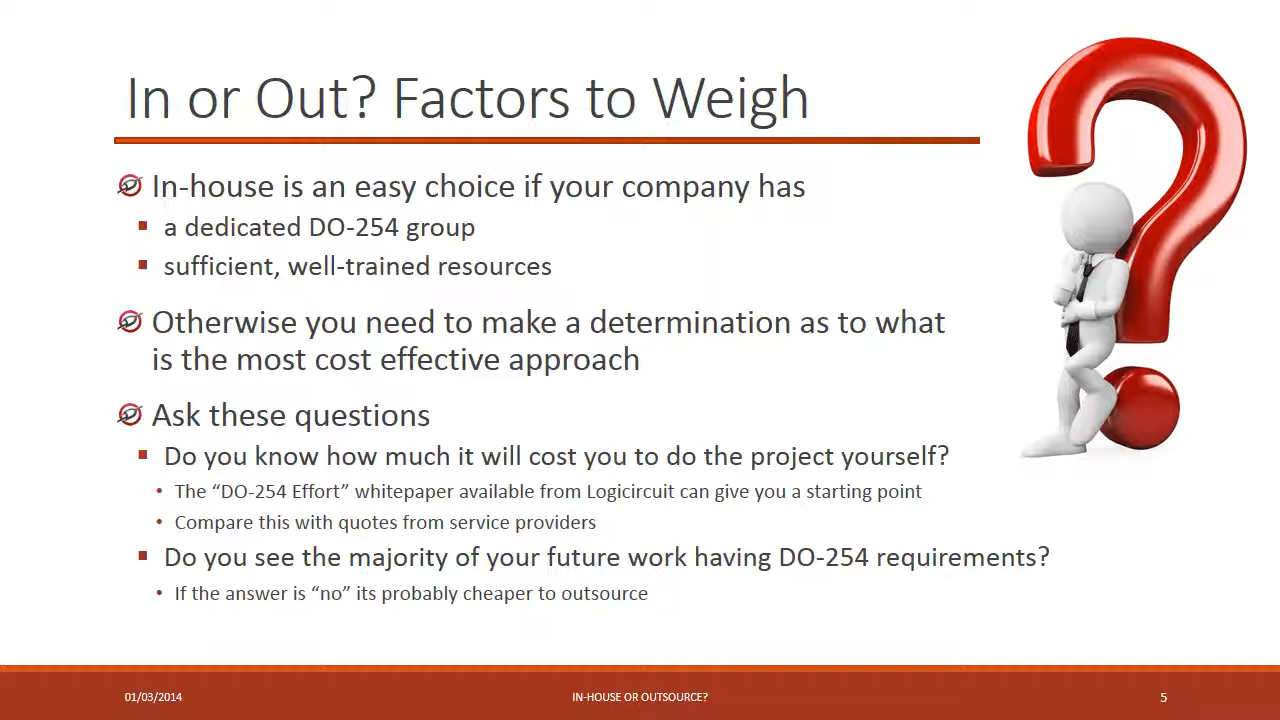 In or Out? Factors to Weigh
In-house is an easy choice if your company has
a dedicated DO-254 group
sufficient, well-trained resources
Otherwise you need to make a determination as to what
is the most cost effective approach
Ask these questions
Do you know how much it will cost you to do the project yourself?
The “DO-254 Effort” whitepaper available from Logicircuit can give you a starting point
Compare this with quotes from service providers
Do you see the majority of your future work having DO-254 requirements?
If the answer is “no” its probably cheaper to outsource
01/03/2014
IN-HOUSE OR OUTSOURCE?
5